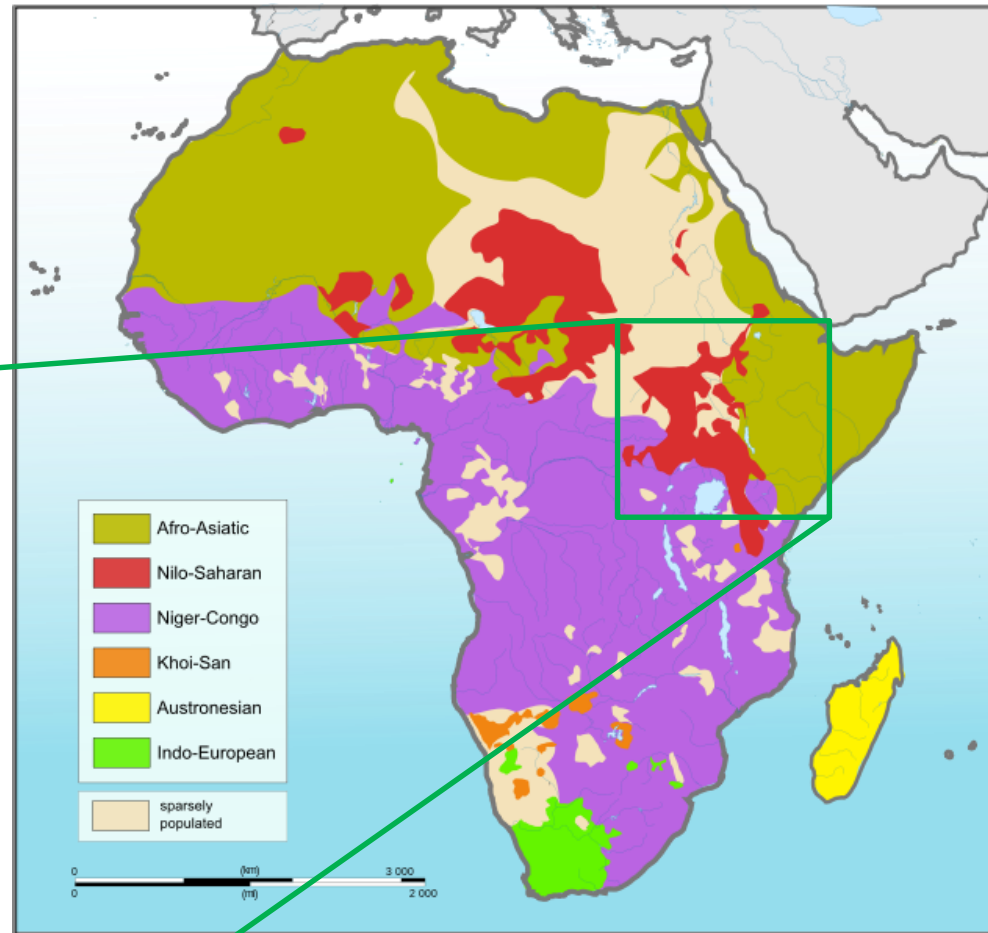 Afro-Asiatic
Nilo-Saharan
Niger-Congo
Khoi-San
Austronesian
Indo-European
sparsely
populated
0 (km) 3 000
0 (mi) 2 000